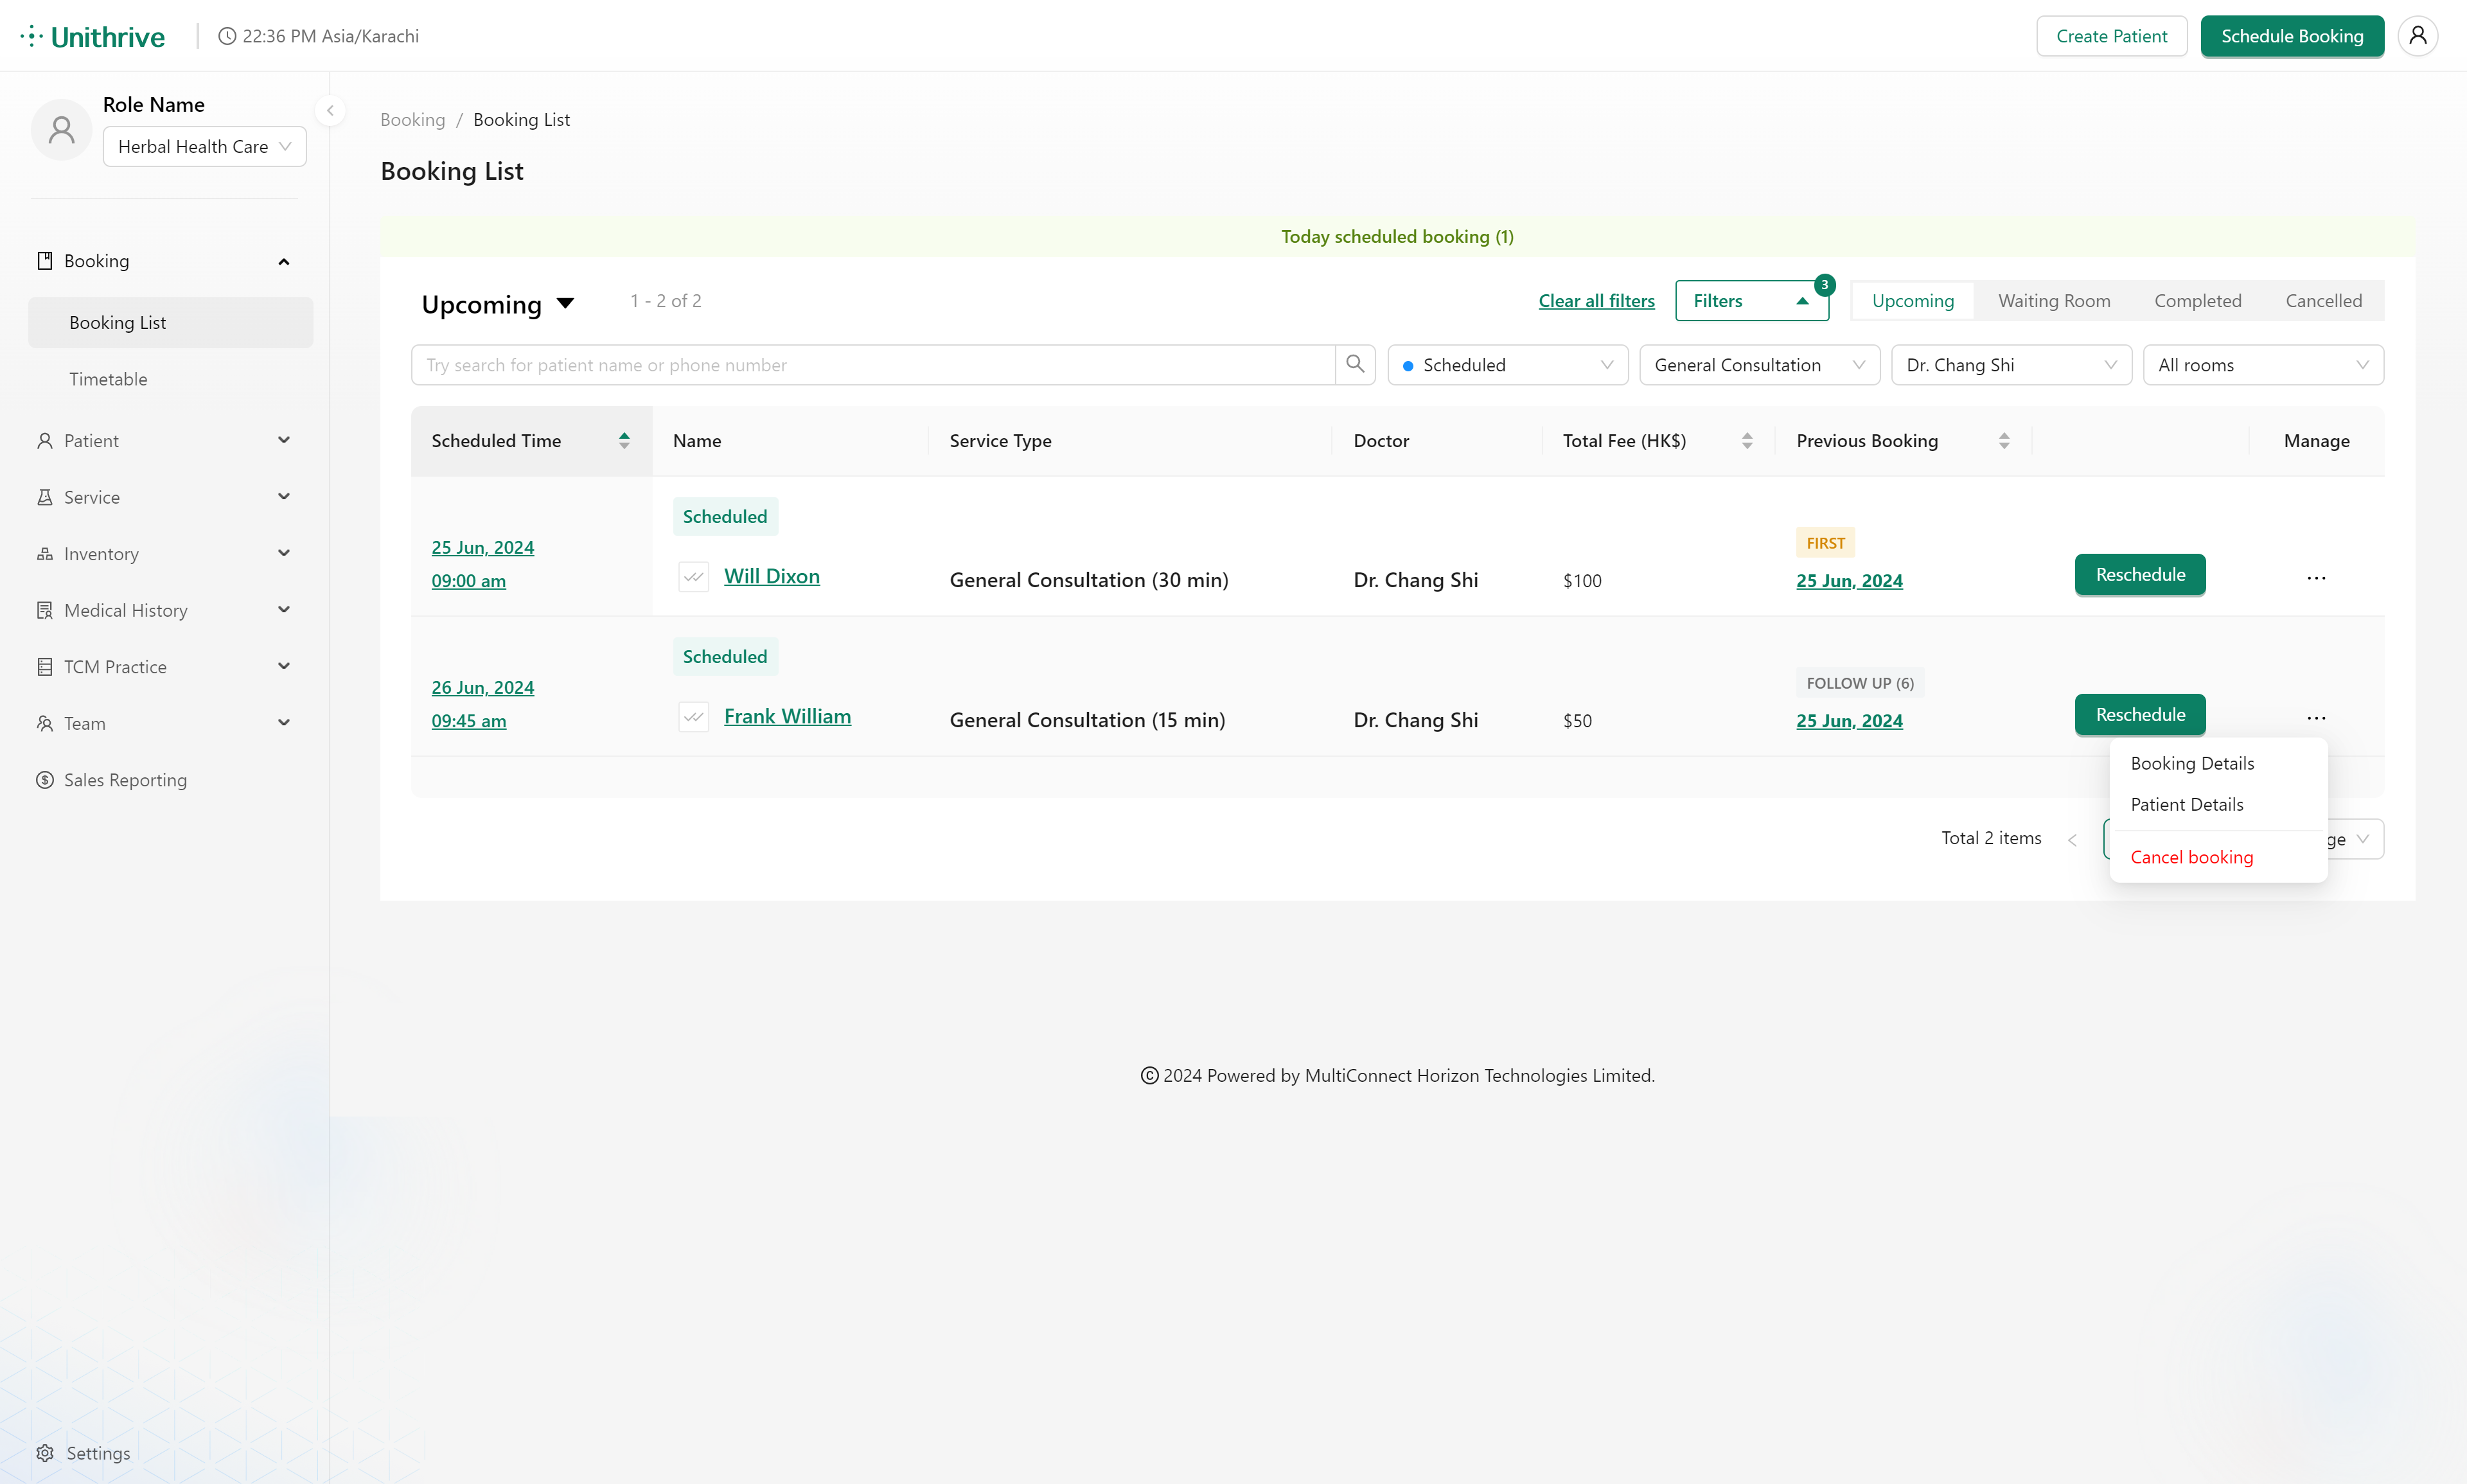 Unithrive
22:36 PM Asia/Karachi
Create Patient
Schedule Booking
Role Name
Herbal Health Care
Booking
Booking List
Timetable
Patient
Service
Inventory
Medical History
TCM Practice
Team
Sales Reporting
Settings
Booking / Booking List
Booking List
Today scheduled booking (1)
Upcoming
1 - 2 of 2
Clear all filters
Filters
3
Upcoming
Waiting Room
Completed
Cancelled
Try search for patient name or phone number
Scheduled
General Consultation
Dr. Chang Shi
All rooms
Scheduled Time
Name
Service Type
Doctor
Total Fee (HK$)
Previous Booking
Manage
25 Jun, 2024
09:00 am
Scheduled
Will Dixon
General Consultation (30 min)
Dr. Chang Shi
$100
FIRST
25 Jun, 2024
Reschedule
...
26 Jun, 2024
09:45 am
Scheduled
Frank William
General Consultation (15 min)
Dr. Chang Shi
$50
FOLLOW UP (6)
25 Jun, 2024
Reschedule
...
Booking Details
Patient Details
Cancel booking
Total 2 items
<
© 2024 Powered by MultiConnect Horizon Technologies Limited.